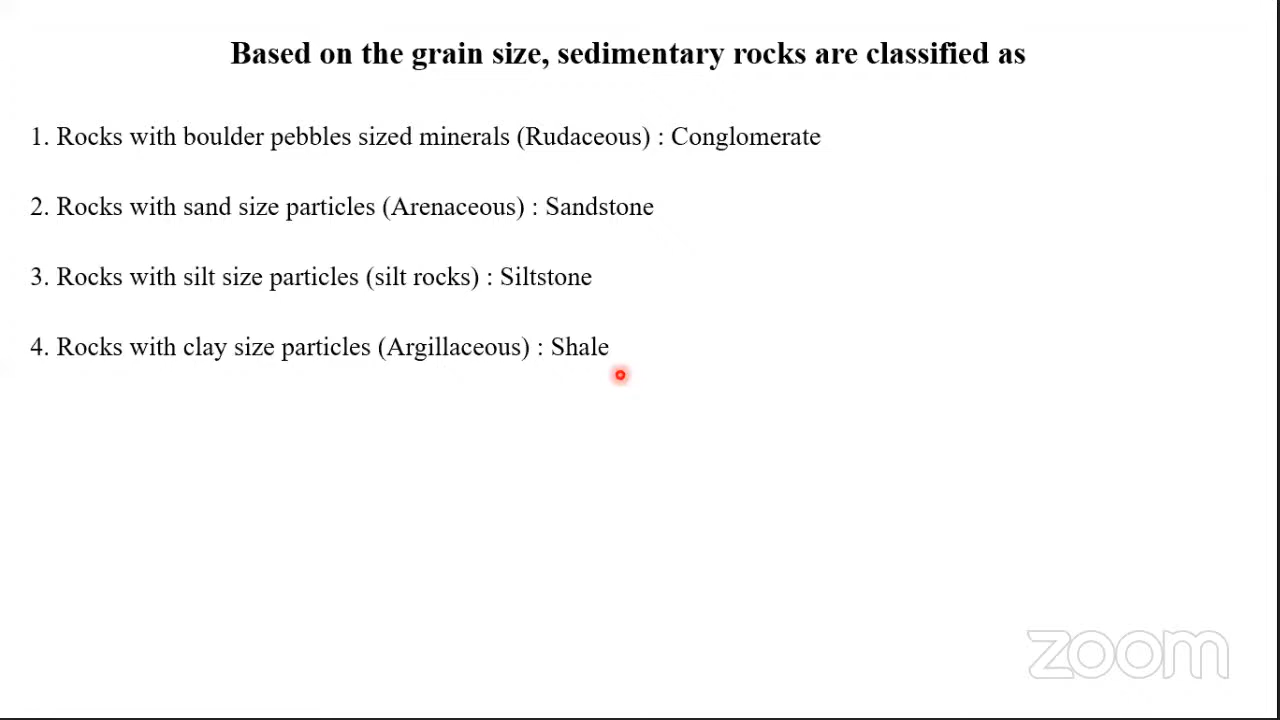 Based on the grain size, sedimentary rocks are classified as
1. Rocks with boulder pebbles sized minerals (Rudaceous) : Conglomerate
2. Rocks with sand size particles (Arenaceous) : Sandstone
3. Rocks with silt size particles (silt rocks) : Siltstone
4. Rocks with clay size particles (Argillaceous) : Shale
zoom